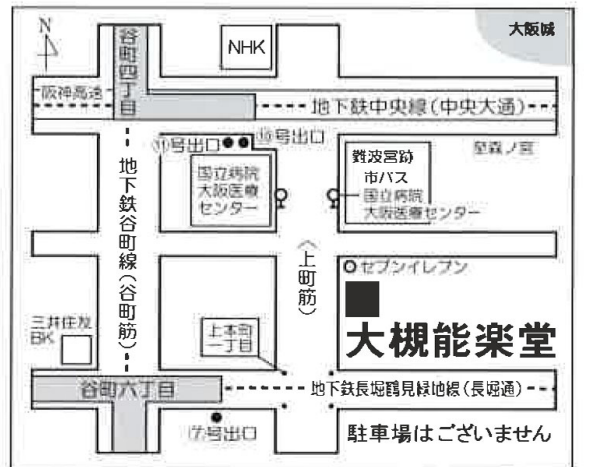 N
谷町四丁目
NHK
大阪城
阪神高速
地下鉄中央線(中央大通)
⑪号出口
⑩号出口
至森ノ宮
国立病院
大阪医療
センター
難波宮跡
市バス
国立病院
大阪医療センター
地下鉄谷町線(谷町筋)
〈上町筋〉
セブンイレブン
三井住友
BK
上本町
一丁目
大槻能楽堂
谷町六丁目
地下鉄長堀鶴見緑地線(長堀通)
⑦号出口
駐車場はございません